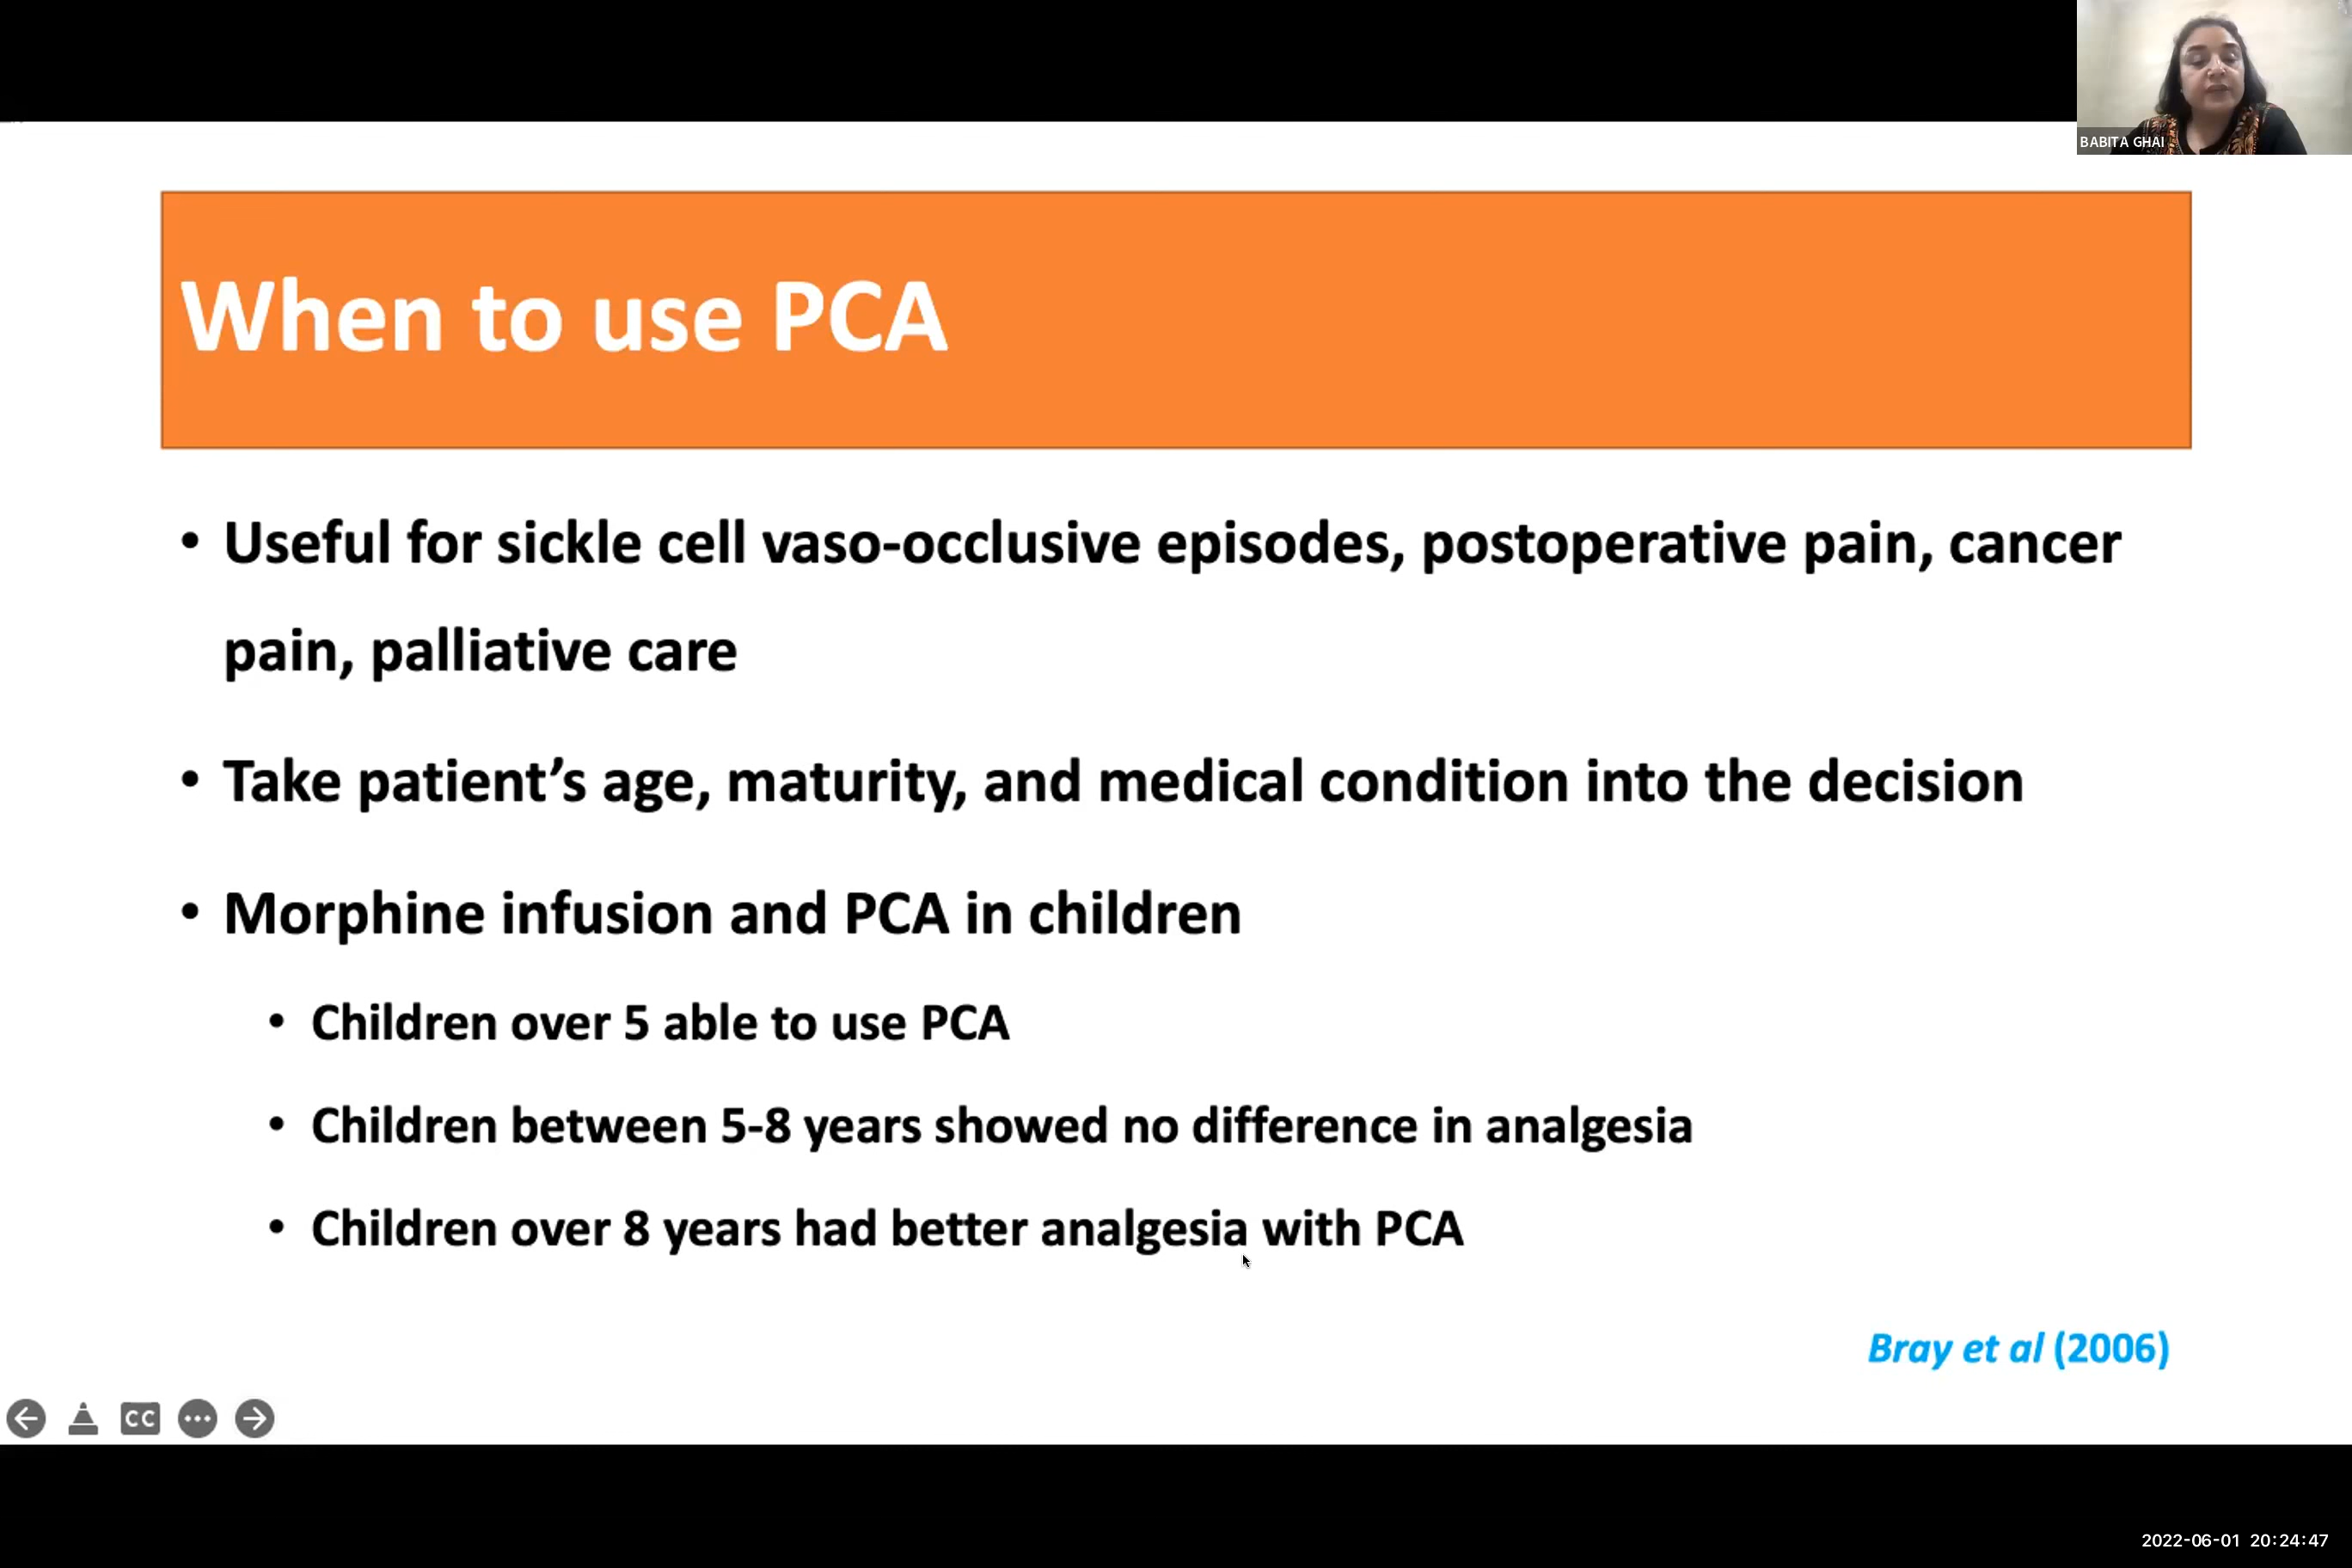 BABITA GHAI
When to use PCA
• Useful for sickle cell vaso-occlusive episodes, postoperative pain, cancer
pain, palliative care
• Take patient’s age, maturity, and medical condition into the decision
• Morphine infusion and PCA in children
• Children over 5 able to use PCA
• Children between 5-8 years showed no difference in analgesia
• Children over 8 years had better analgesia with PCA
Bray et al (2006)
CC
2022-06-01 20:24:47